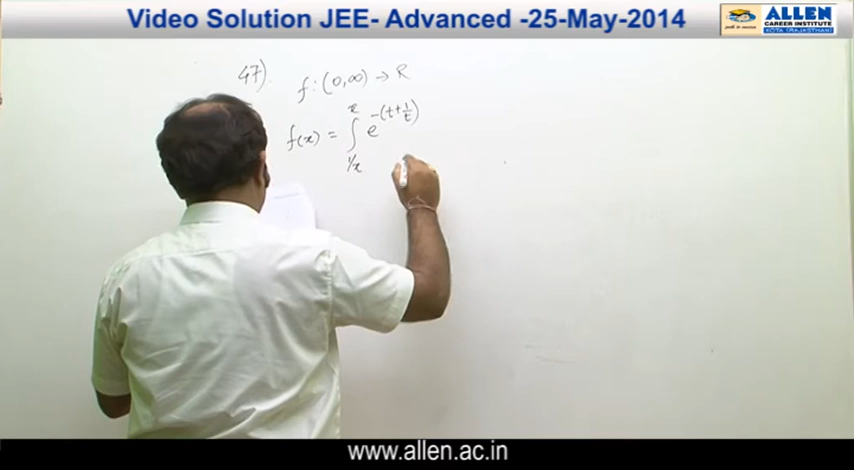 Video Solution JEE- Advanced -25-May-2014
ALLEN
CAREER INSTITUTE
KOTA (RAJASTHAN)
47).
f : (0,∞) → R
f(x) = ∫_{1/x}^{x} e^{-(t+1/t)}
www.allen.ac.in